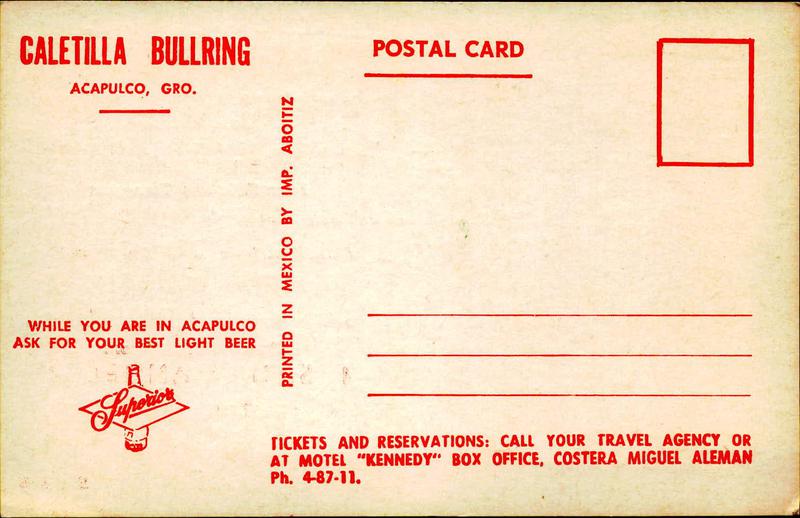 CALETILLA BULLRING
ACAPULCO, GRO.
POSTAL CARD
PRINTED IN MEXICO BY IMP. ABOITIZ
WHILE YOU ARE IN ACAPULCO
ASK FOR YOUR BEST LIGHT BEER
Superior
TICKETS AND RESERVATIONS: CALL YOUR TRAVEL AGENCY OR
AT MOTEL "KENNEDY" BOX OFFICE, COSTERA MIGUEL ALEMAN
Ph. 4-87-11.